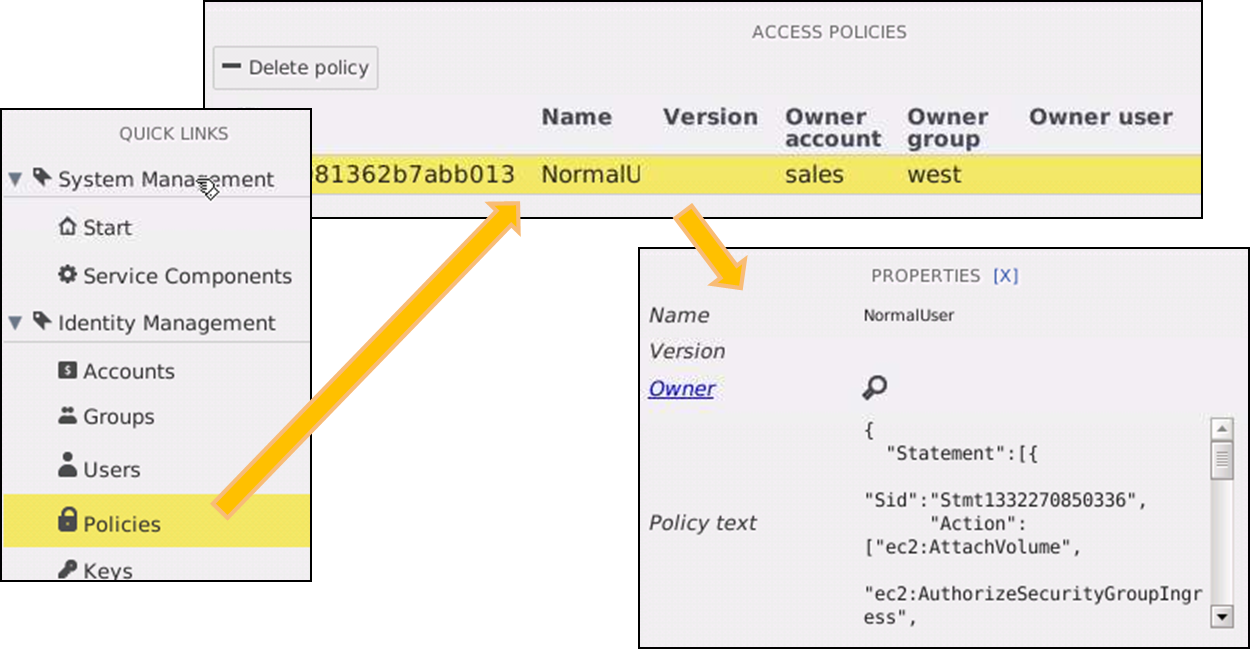 ACCESS POLICIES
Delete policy
Name Version Owner account Owner group Owner user
81362b7abb013 NormalU sales west
QUICK LINKS
System Management
Start
Service Components
Identity Management
Accounts
Groups
Users
Policies
Keys
PROPERTIES [X]
Name NormalUser
Version
Owner
Policy text
{
"Statement":[{
"Sid":"Stmt1332270850336",
"Action":
["ec2:AttachVolume",
"ec2:AuthorizeSecurityGroupIngr
ess",